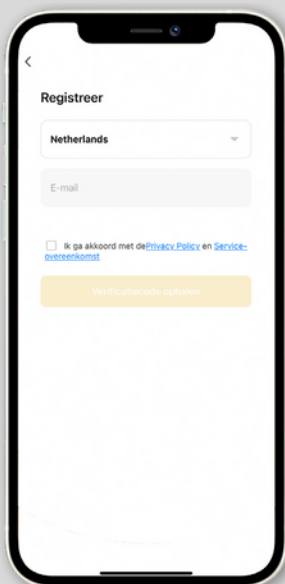 Registreer
Netherlands
E-mail
Ik ga akkoord met dePrivacy Policy en Service-
overeenkomst
Verificatiecode ophalen